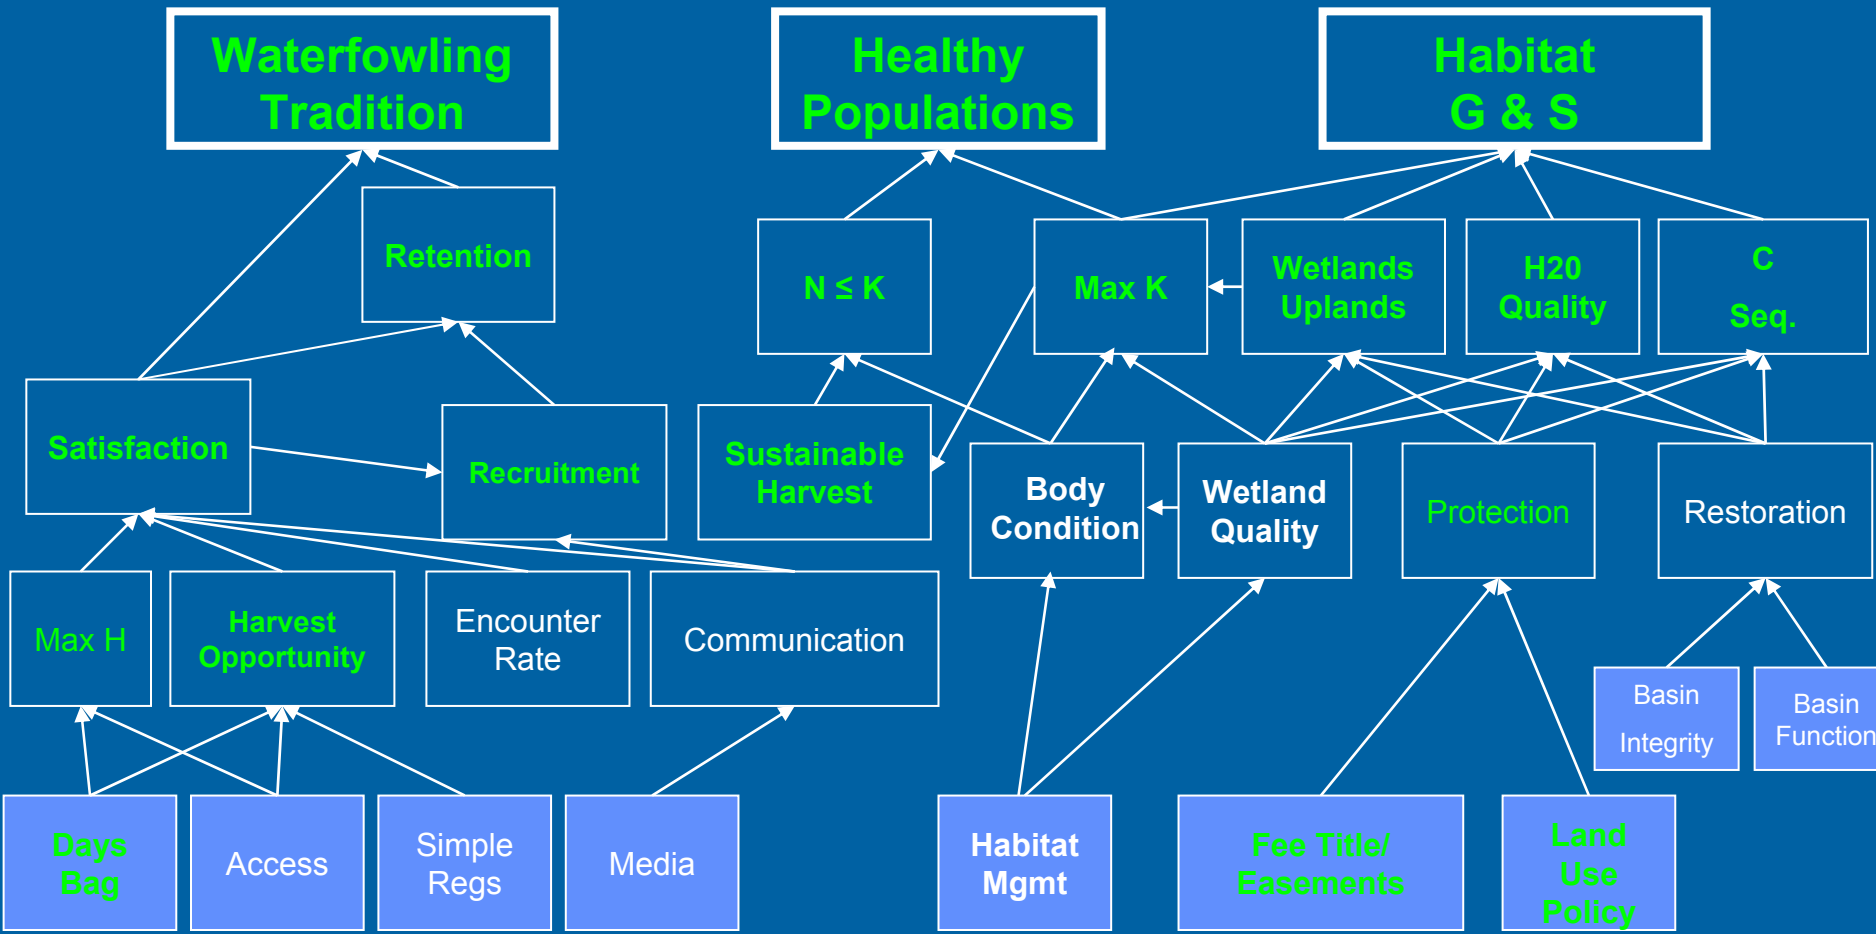 Waterfowling
Tradition
Healthy
Populations
Habitat
G & S
Retention
N ≤ K
Max K
Wetlands
Uplands
H20
Quality
C
Seq.
Satisfaction
Recruitment
Sustainable
Harvest
Body
Condition
Wetland
Quality
Protection
Restoration
Max H
Harvest
Opportunity
Encounter
Rate
Communication
Basin
Integrity
Basin
Function
Days
Bag
Access
Simple
Regs
Media
Habitat
Mgmt
Fee Title/
Easements
Land
Use
Policy